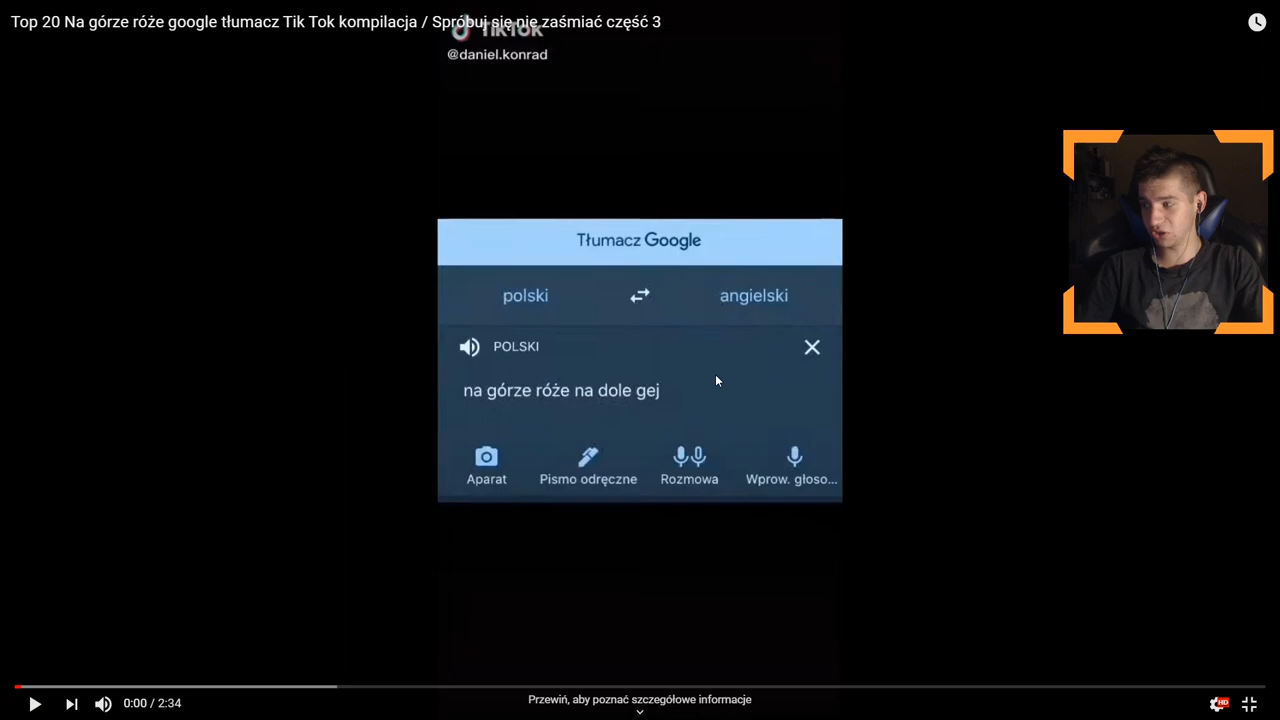 Top 20 Na górze róże google tłumacz Tik Tok kompilacja / Spróbuj się nie zaśmiać część 3
TikTok
@daniel.konrad
Tłumacz Google
polski
angielski
POLSKI
na górze róże na dole gej
Aparat
Pismo odręczne
Rozmowa
Wprow. głoso...
0:00 / 2:34
Przewiń, aby poznać szczegółowe informacje
HD